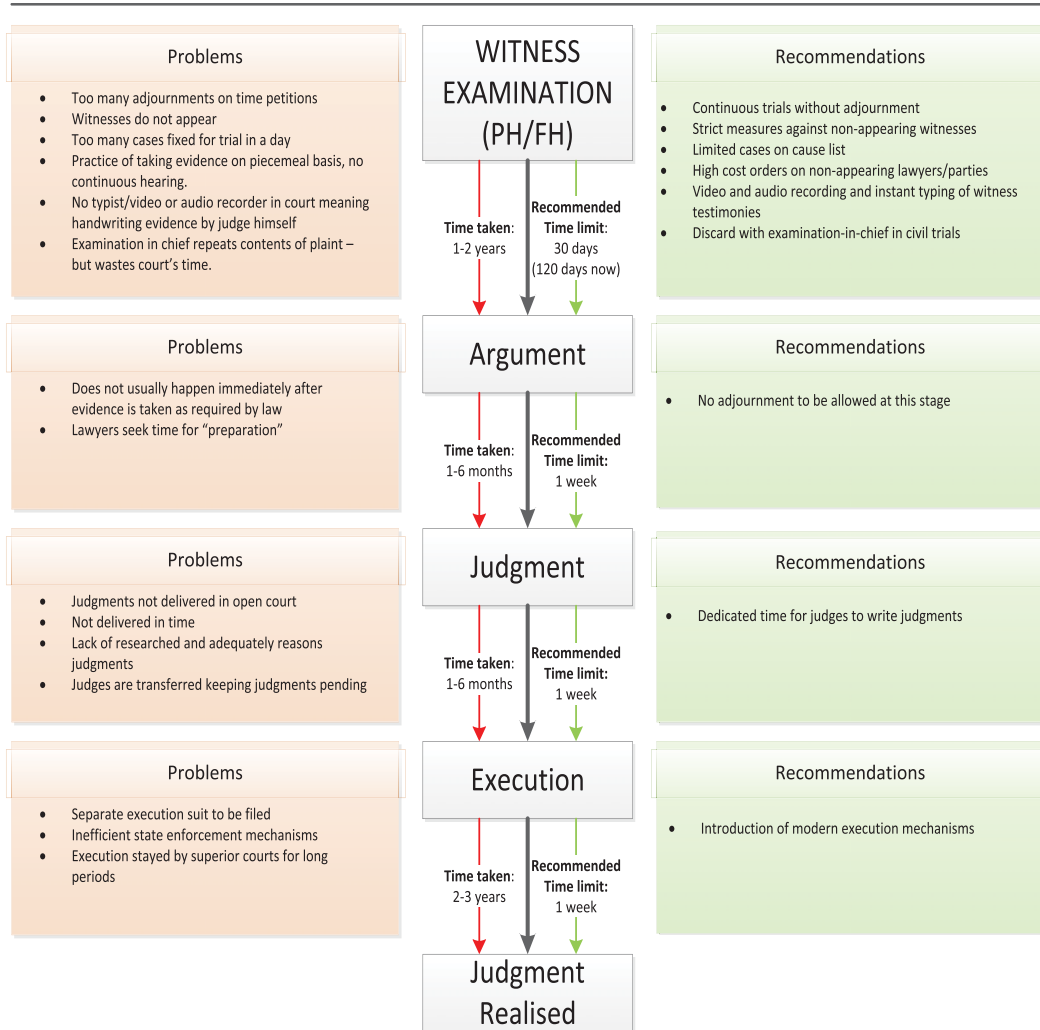 Problems
• Too many adjournments on time petitions
• Witnesses do not appear
• Too many cases fixed for trial in a day
• Practice of taking evidence on piecemeal basis, no
continuous hearing.
• No typist/video or audio recorder in court meaning
handwriting evidence by judge himself
• Examination in chief repeats contents of plaint –
but wastes court's time.
WITNESS
EXAMINATION
(PH/FH)
Time taken:
1-2 years
Recommended
Time limit:
30 days
(120 days now)
Recommendations
• Continuous trials without adjournment
• Strict measures against non-appearing witnesses
• Limited cases on cause list
• High cost orders on non-appearing lawyers/parties
• Video and audio recording and instant typing of witness
testimonies
• Discard with examination-in-chief in civil trials
Problems
• Does not usually happen immediately after
evidence is taken as required by law
• Lawyers seek time for “preparation”
Argument
Time taken:
1-6 months
Recommended
Time limit:
1 week
Recommendations
• No adjournment to be allowed at this stage
Problems
• Judgments not delivered in open court
• Not delivered in time
• Lack of researched and adequately reasons
judgments
• Judges are transferred keeping judgments pending
Judgment
Time taken:
1-6 months
Recommended
Time limit:
1 week
Recommendations
• Dedicated time for judges to write judgments
Problems
• Separate execution suit to be filed
• Inefficient state enforcement mechanisms
• Execution stayed by superior courts for long
periods
Execution
Time taken:
2-3 years
Recommended
Time limit:
1 week
Recommendations
• Introduction of modern execution mechanisms
Judgment
Realised